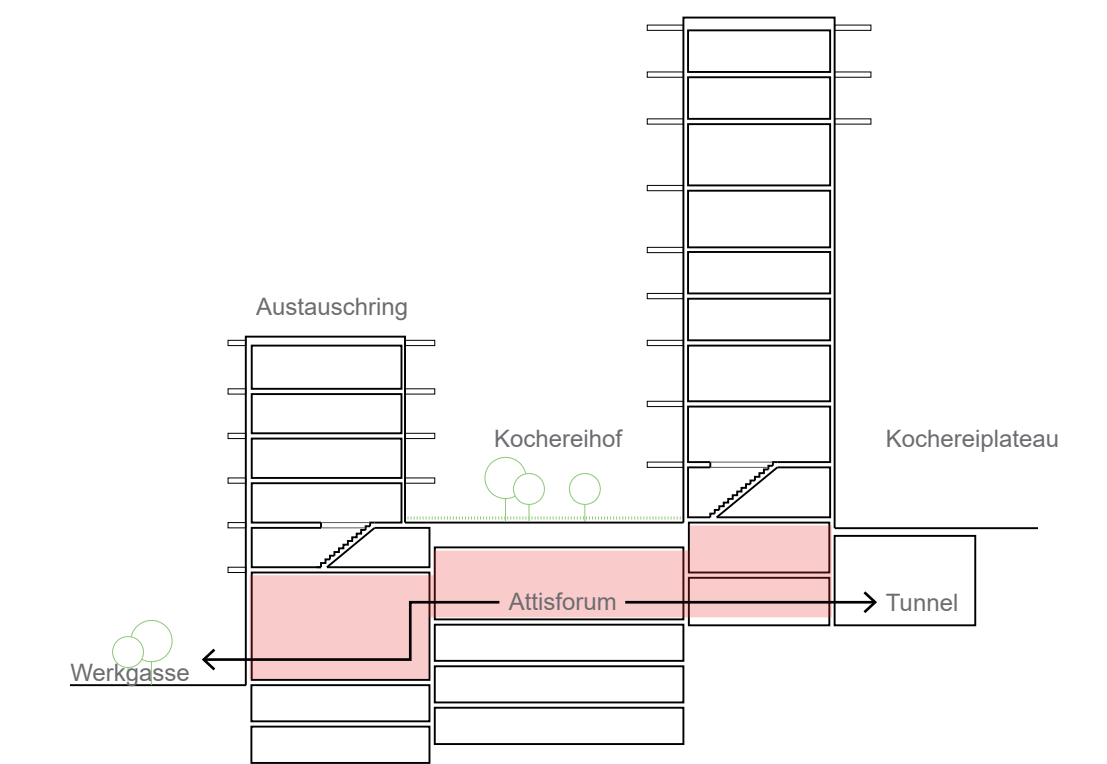 Austauschring
Kochereihof
Kochereiplateau
Attisforum
Tunnel
Werkgasse